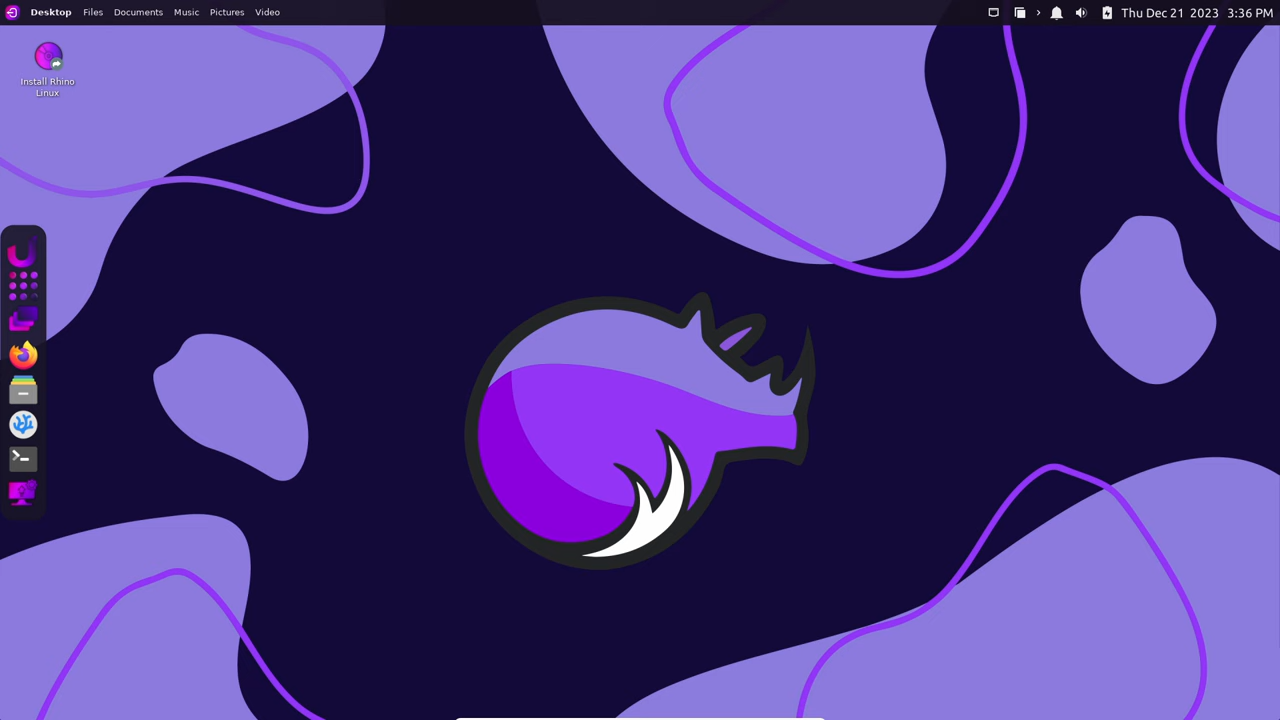 Desktop Files Documents Music Pictures Video Thu Dec 21 2023 3:36 PM
Install Rhino
Linux